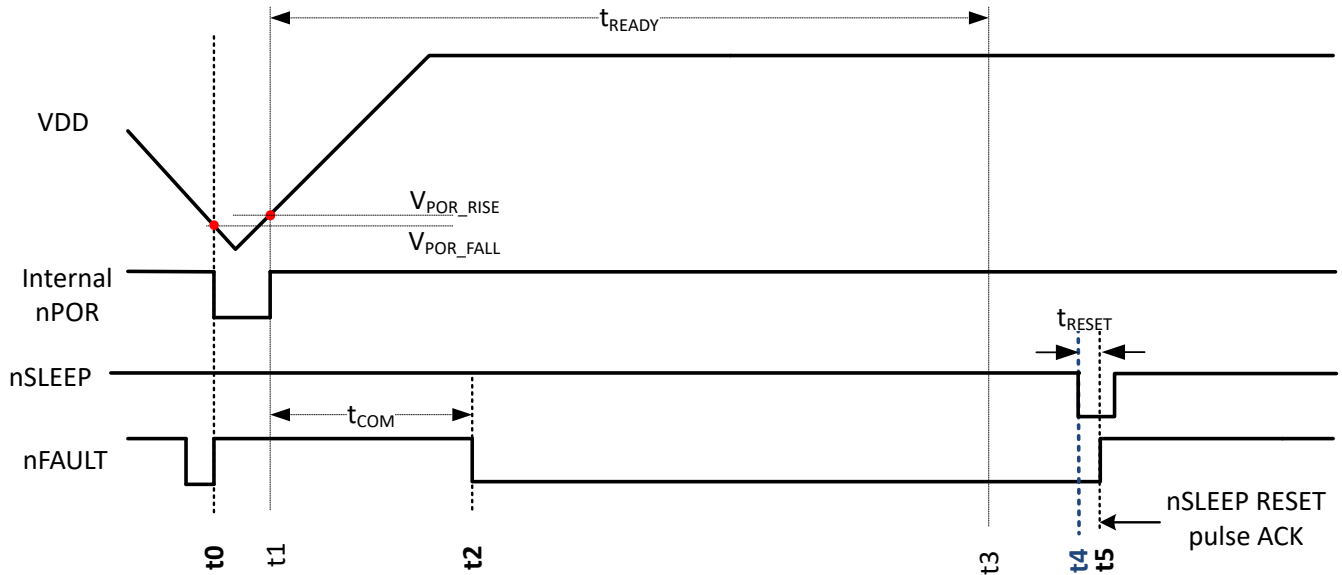 tREADY
VDD
VPOR_RISE
VPOR_FALL
Internal
nPOR
tRESET
nSLEEP
tCOM
nFAULT
nSLEEP RESET
pulse ACK
t0
t1
t2
t3
t4
t5